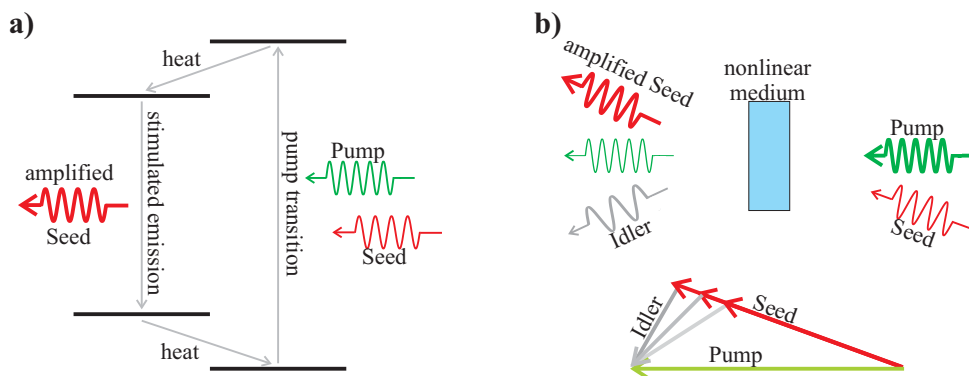 a)
heat
stimulated emission
pump transition
Pump
amplified
Seed
Seed
heat
b)
amplified Seed
nonlinear
medium
Pump
Idler
Seed
Idler
Seed
Pump